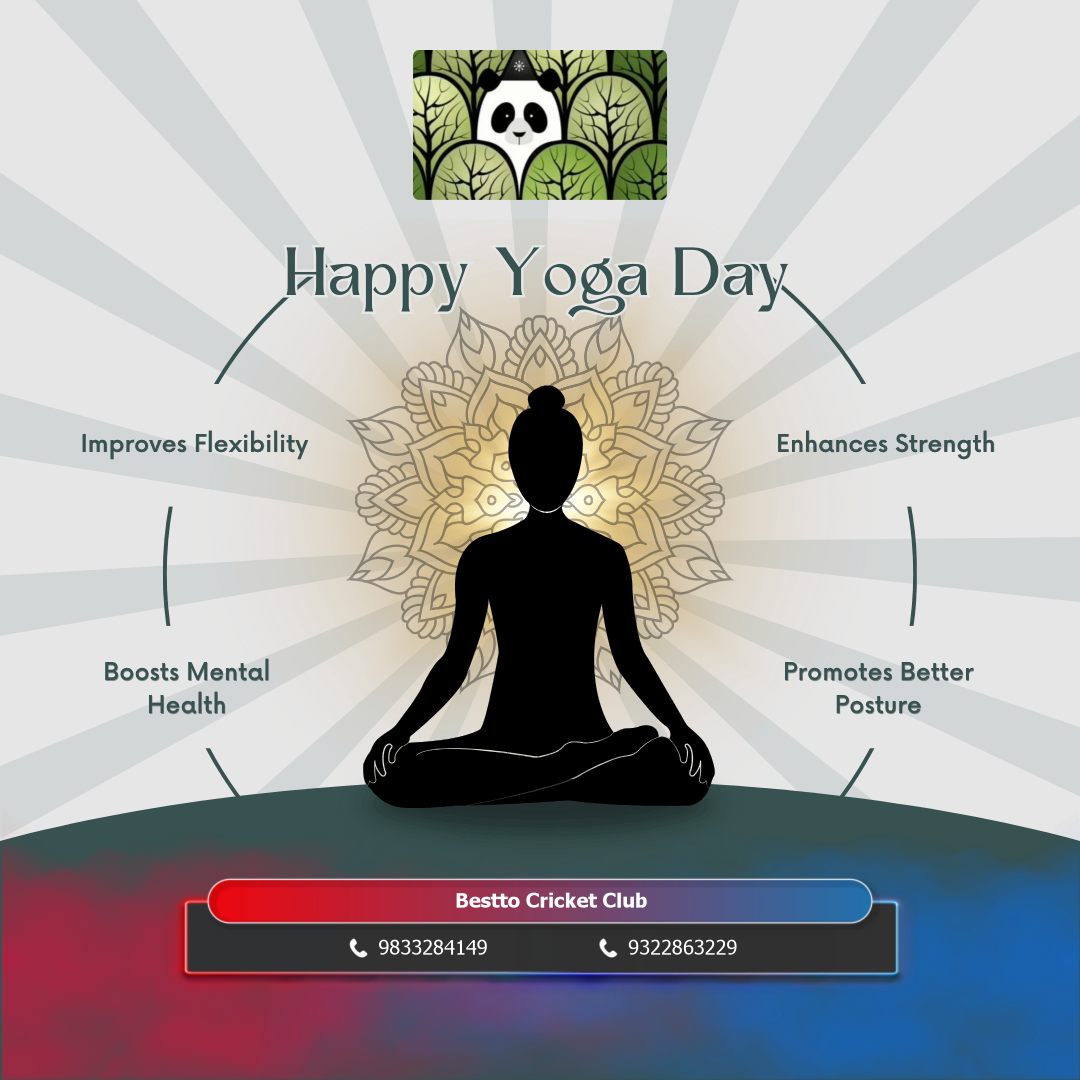 Happy Yoga Day
Improves Flexibility
Enhances Strength
Boosts Mental
Health
Promotes Better
Posture
Bestto Cricket Club
9833284149
9322863229